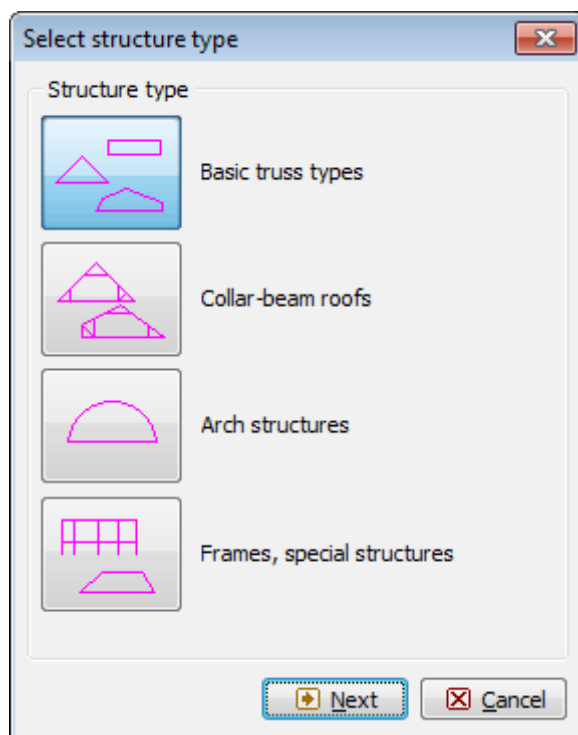 Select structure type
Structure type
Basic truss types
Collar-beam roofs
Arch structures
Frames, special structures
Next
Cancel